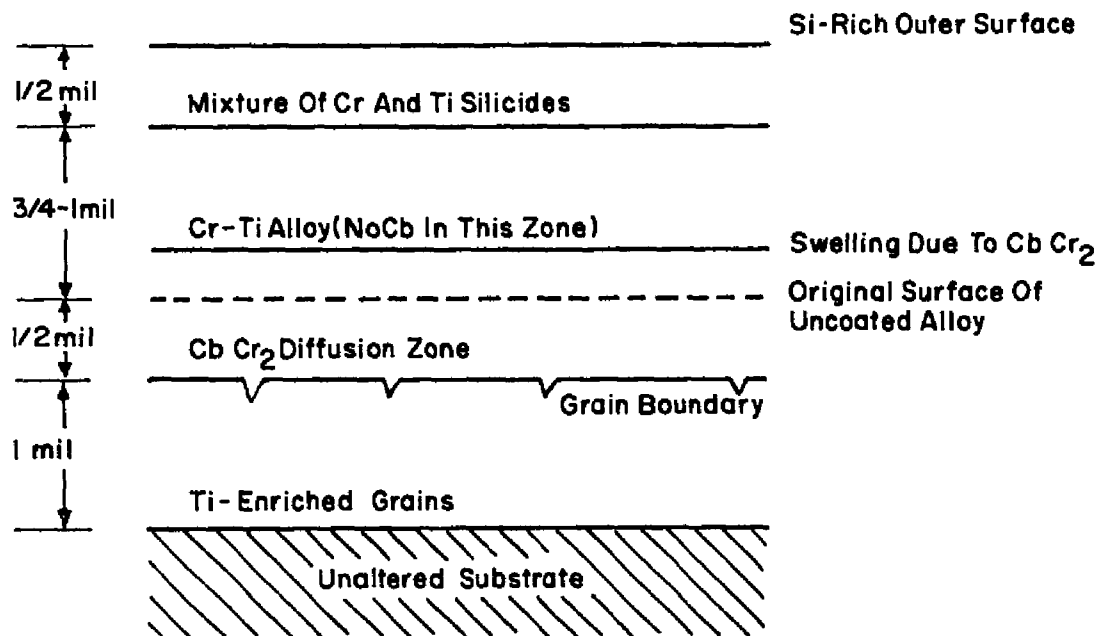 Si-Rich Outer Surface
1/2 mil
Mixture Of Cr And Ti Silicides
3/4-1mil
Cr-Ti Alloy(NoCb In This Zone)
Swelling Due To Cb Cr2
Original Surface Of
Uncoated Alloy
1/2 mil
Cb Cr2 Diffusion Zone
Grain Boundary
1 mil
Ti-Enriched Grains
Unaltered Substrate